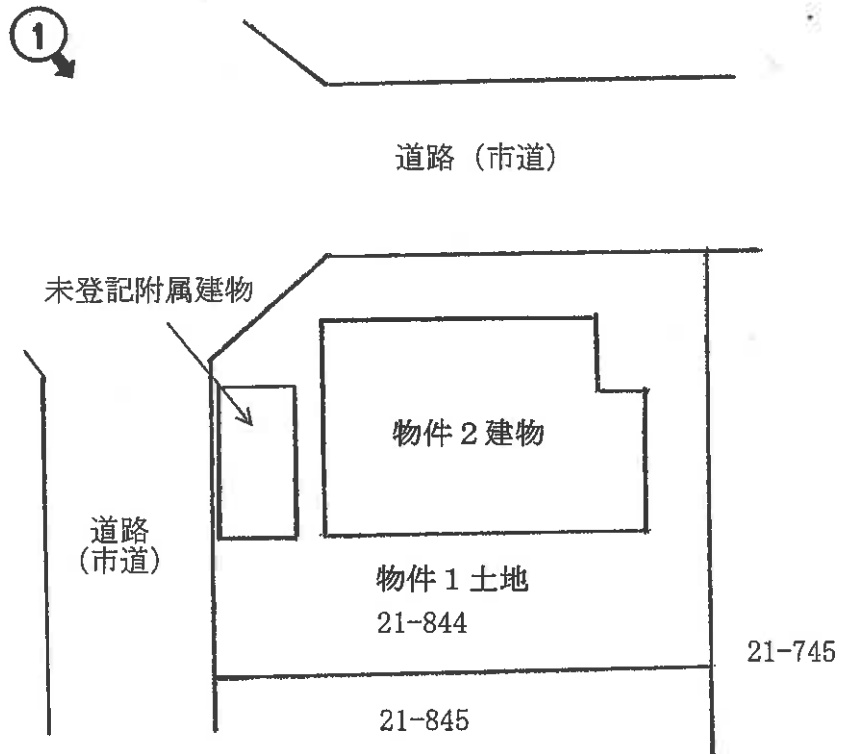 ①
道路（市道）
未登記附属建物
物件２建物
道路
（市道）
物件１土地
21-844
21-745
21-845